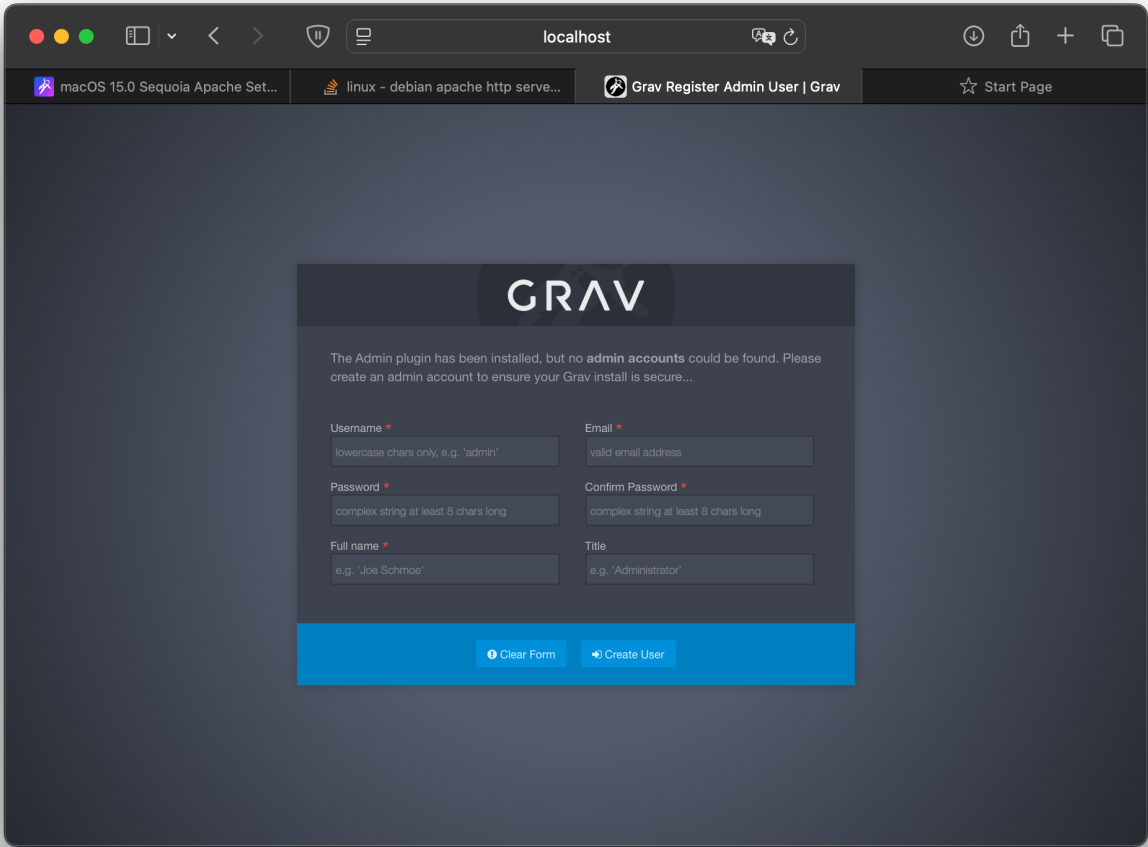 localhost
macOS 15.0 Sequoia Apache Set...
linux - debian apache http serve...
Grav Register Admin User | Grav
Start Page
GRAV
The Admin plugin has been installed, but no admin accounts could be found. Please
create an admin account to ensure your Grav install is secure...
Username *
Email *
lowercase chars only, e.g. 'admin'
valid email address
Password *
Confirm Password *
complex string at least 8 chars long
complex string at least 8 chars long
Full name *
Title
e.g. 'Joe Schmoe'
e.g. 'Administrator'
Clear Form
Create User